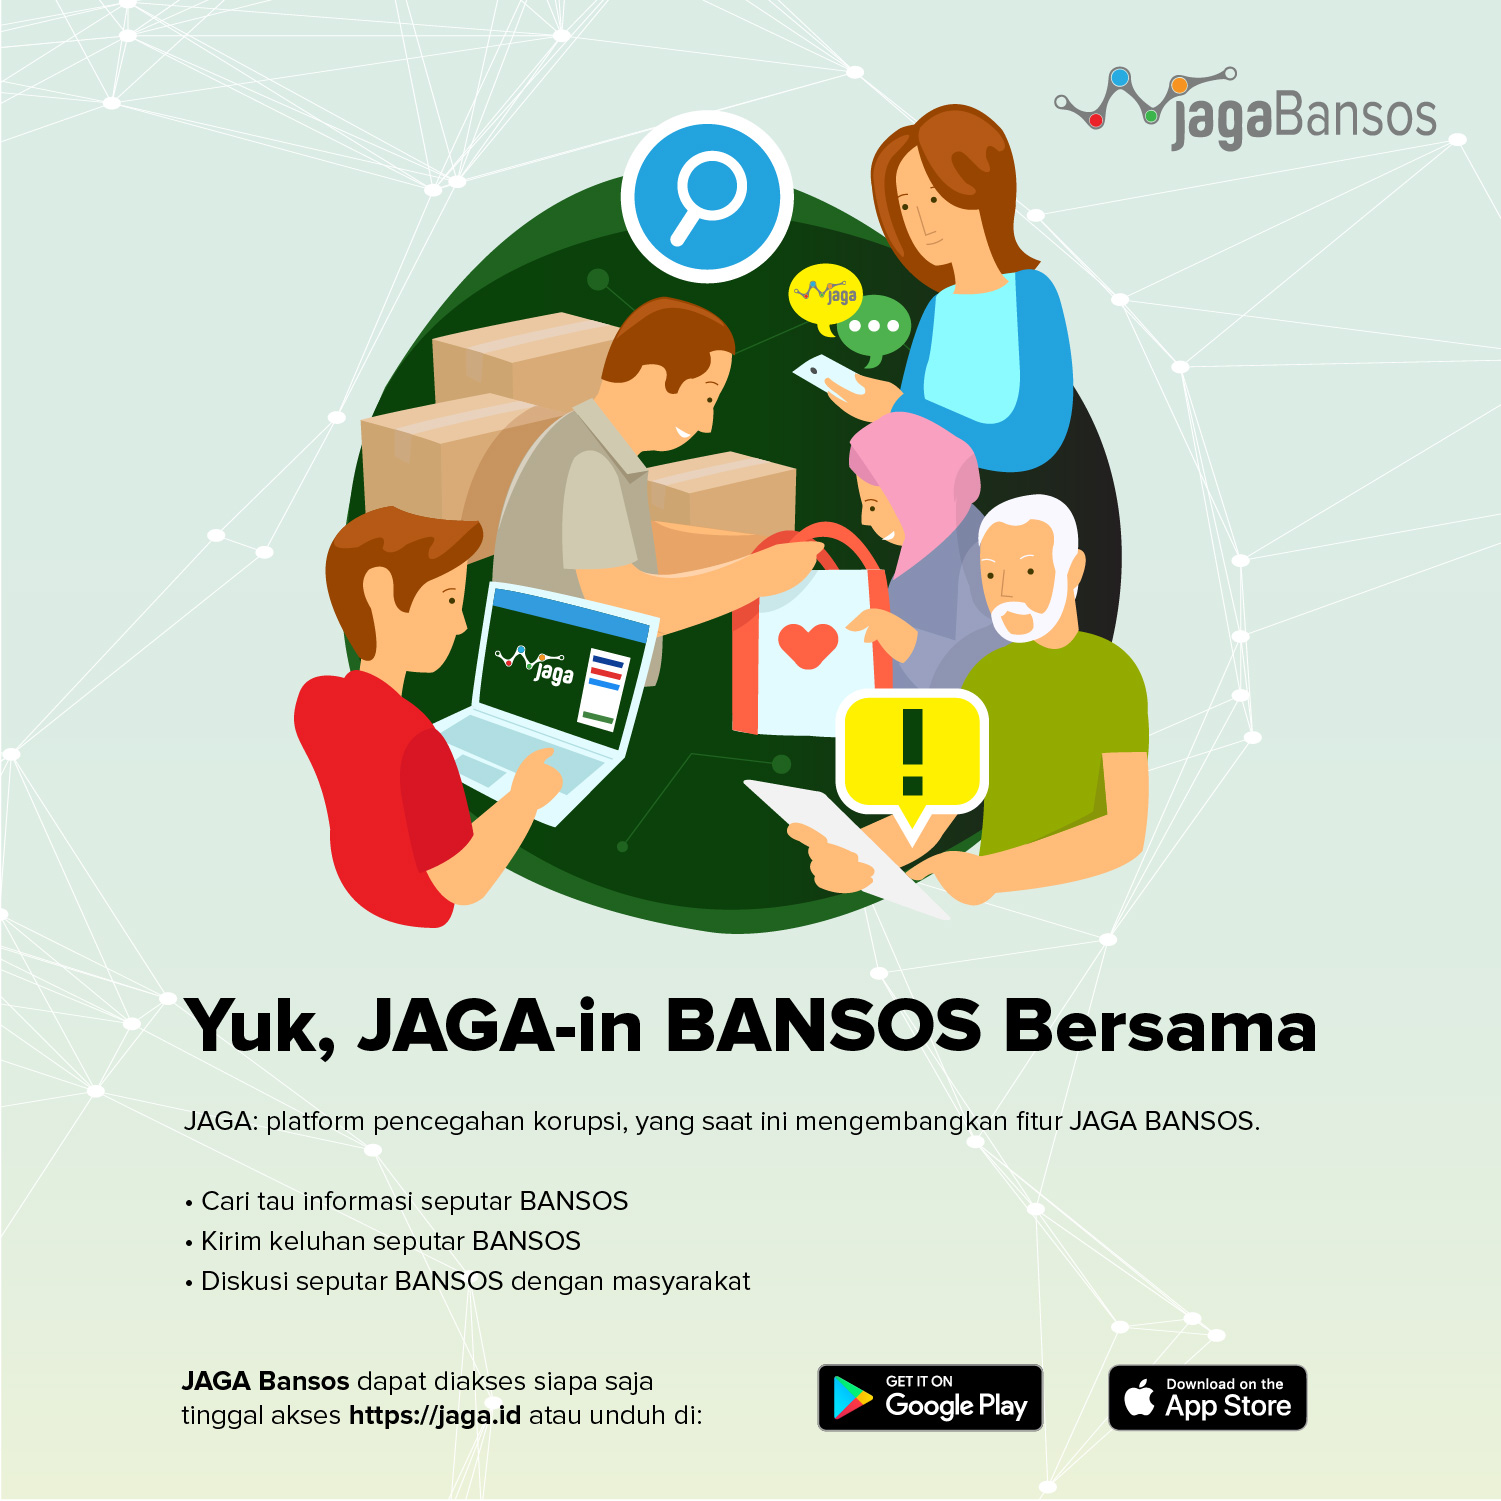 jagaBansos
jaga
jaga
!
Yuk, JAGA-in BANSOS Bersama
JAGA: platform pencegahan korupsi, yang saat ini mengembangkan fitur JAGA BANSOS.
• Cari tau informasi seputar BANSOS
• Kirim keluhan seputar BANSOS
• Diskusi seputar BANSOS dengan masyarakat
JAGA Bansos dapat diakses siapa saja
tinggal akses https://jaga.id atau unduh di:
GET IT ON
Google Play
Download on the
App Store